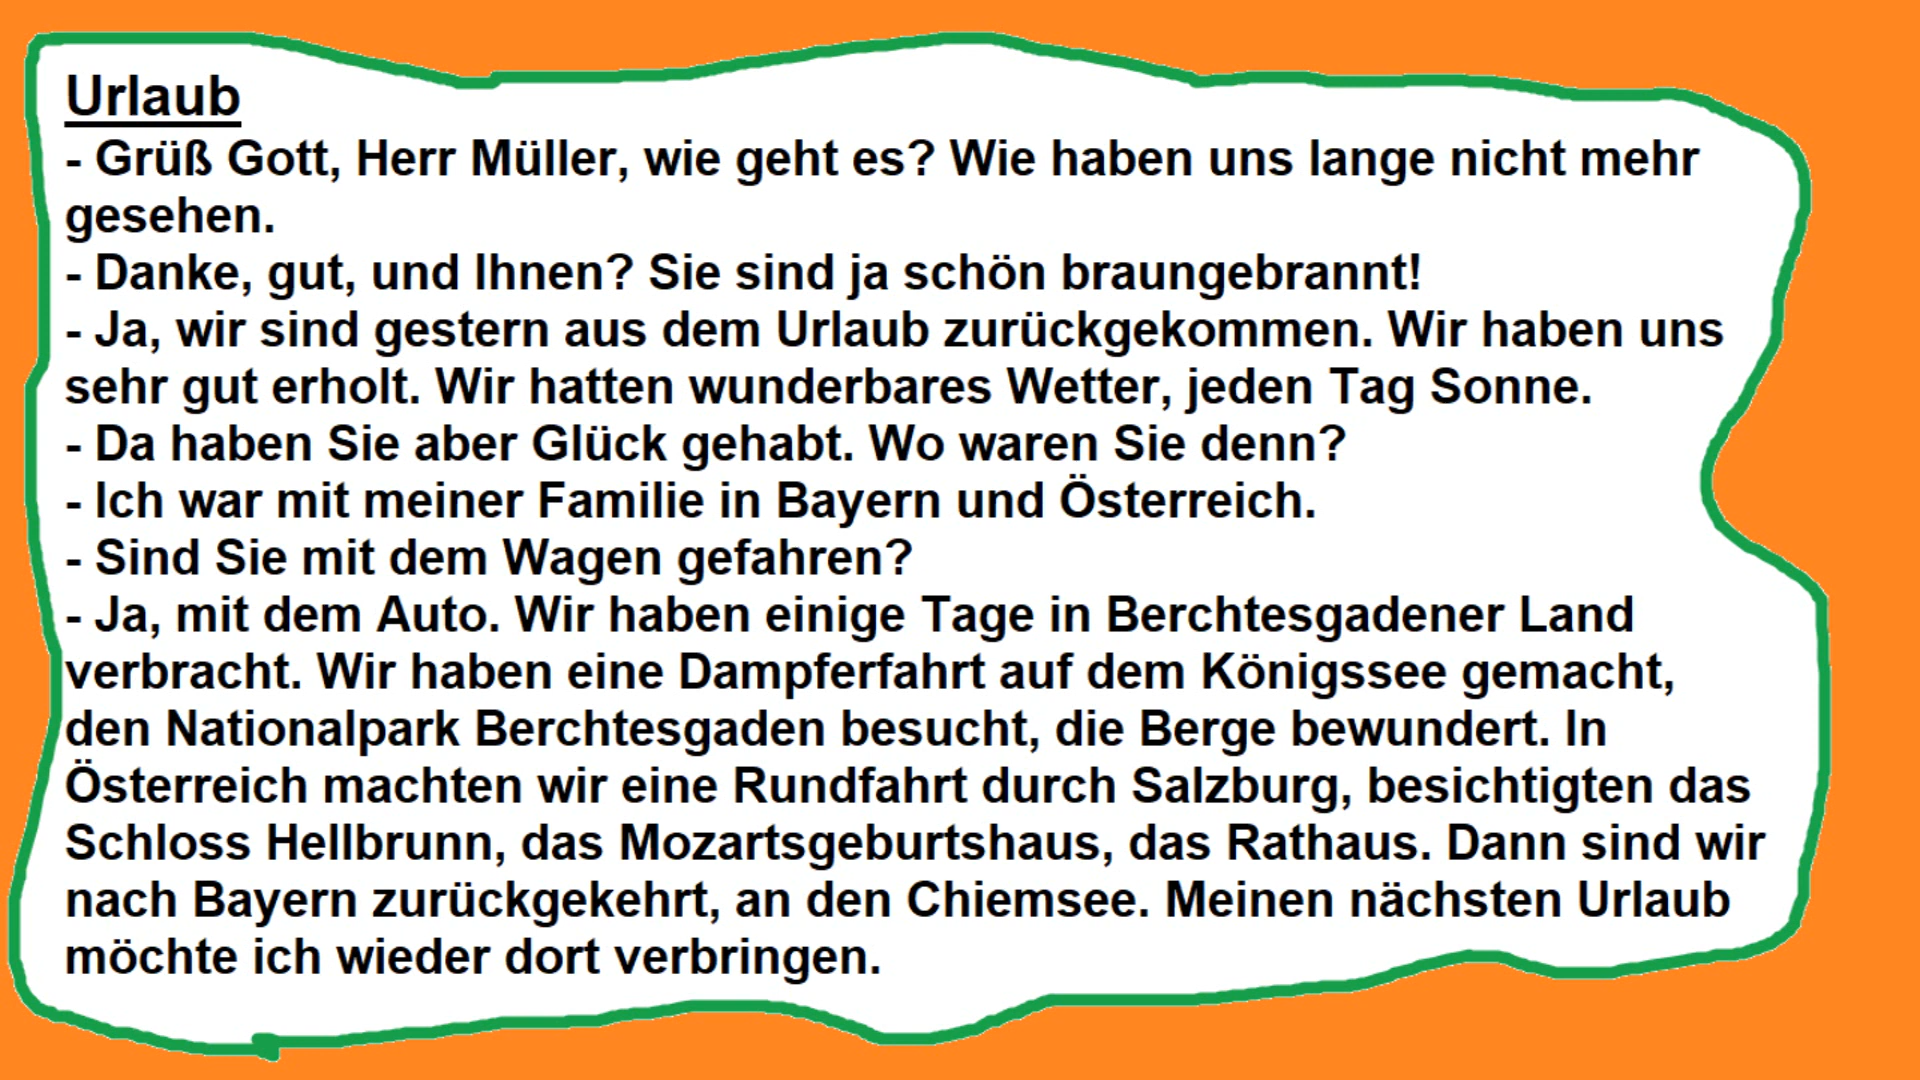 Urlaub
- Grüß Gott, Herr Müller, wie geht es? Wie haben uns lange nicht mehr
gesehen.
- Danke, gut, und Ihnen? Sie sind ja schön braungebrannt!
- Ja, wir sind gestern aus dem Urlaub zurückgekommen. Wir haben uns
sehr gut erholt. Wir hatten wunderbares Wetter, jeden Tag Sonne.
- Da haben Sie aber Glück gehabt. Wo waren Sie denn?
- Ich war mit meiner Familie in Bayern und Österreich.
- Sind Sie mit dem Wagen gefahren?
- Ja, mit dem Auto. Wir haben einige Tage in Berchtesgadener Land
verbracht. Wir haben eine Dampferfahrt auf dem Königssee gemacht,
den Nationalpark Berchtesgaden besucht, die Berge bewundert. In
Österreich machten wir eine Rundfahrt durch Salzburg, besichtigten das
Schloss Hellbrunn, das Mozartsgeburtshaus, das Rathaus. Dann sind wir
nach Bayern zurückgekehrt, an den Chiemsee. Meinen nächsten Urlaub
möchte ich wieder dort verbringen.